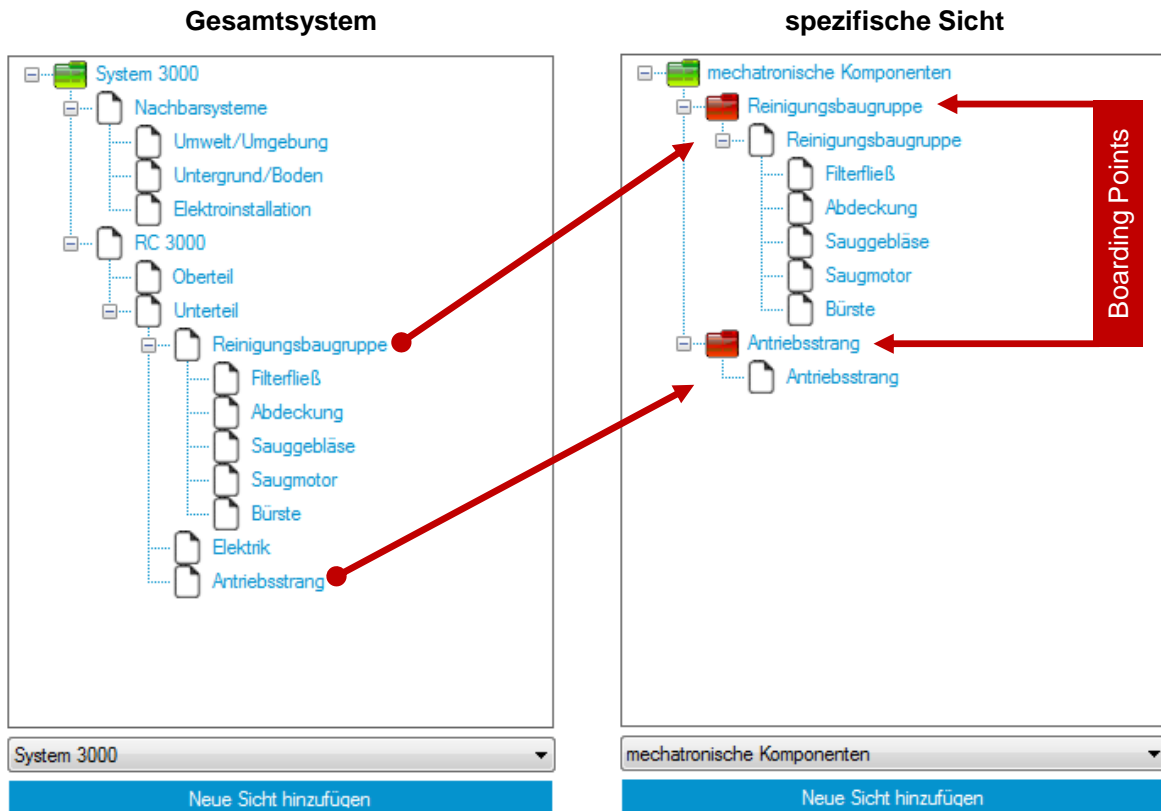 Gesamtsystem
System 3000
Nachbarsysteme
Umwelt/Umgebung
Untergrund/Boden
Elektroinstallation
RC 3000
Oberteil
Unterteil
Reinigungsbaugruppe
Filterfließ
Abdeckung
Sauggebläse
Saugmotor
Bürste
Elektrik
Antriebsstrang
System 3000
Neue Sicht hinzufügen
spezifische Sicht
mechatronische Komponenten
Reinigungsbaugruppe
Reinigungsbaugruppe
Filterfließ
Abdeckung
Sauggebläse
Saugmotor
Bürste
Antriebsstrang
Antriebsstrang
Boarding Points
mechatronische Komponenten
Neue Sicht hinzufügen